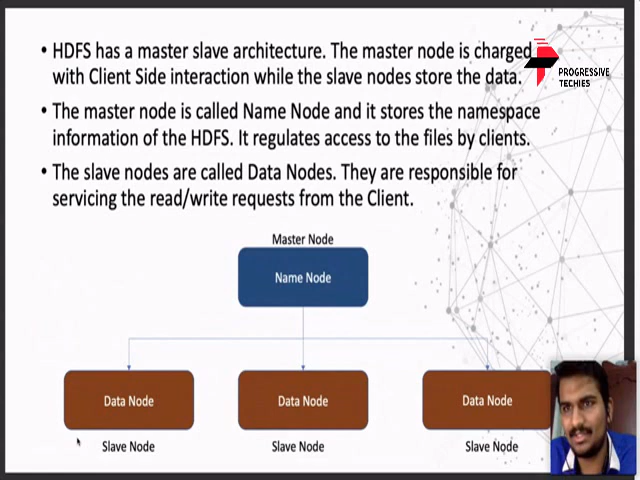 • HDFS has a master slave architecture. The master node is charged
with Client Side interaction while the slave nodes store the data.
PROGRESSIVE
TECHIES
• The master node is called Name Node and it stores the namespace
information of the HDFS. It regulates access to the files by clients.
• The slave nodes are called Data Nodes. They are responsible for
servicing the read/write requests from the Client.
Master Node
Name Node
Data Node
Data Node
Data Node
Slave Node
Slave Node
Slave Node